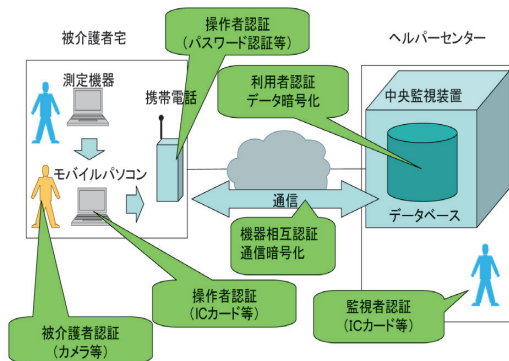 被介護者宅
操作者認証
(パスワード認証等)
ヘルパーセンター
測定機器
携帯電話
利用者認証
データ暗号化
中央監視装置
モバイルパソコン
通信
データベース
機器相互認証
通信暗号化
操作者認証
(ICカード等)
監視者認証
(ICカード等)
被介護者認証
(カメラ等)